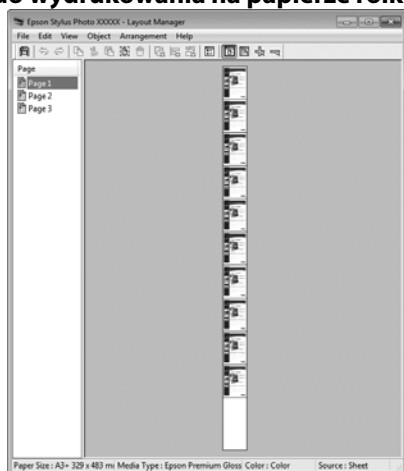 do wydrukowania na papierze rolk
Epson Stylus Photo XXXXX - Layout Manager
File Edit View Object Arrangement Help
Page
Page 1
Page 2
Page 3
Paper Size : A3+ 329 x 483 mi Media Type : Epson Premium Gloss Color : Color Source : Sheet